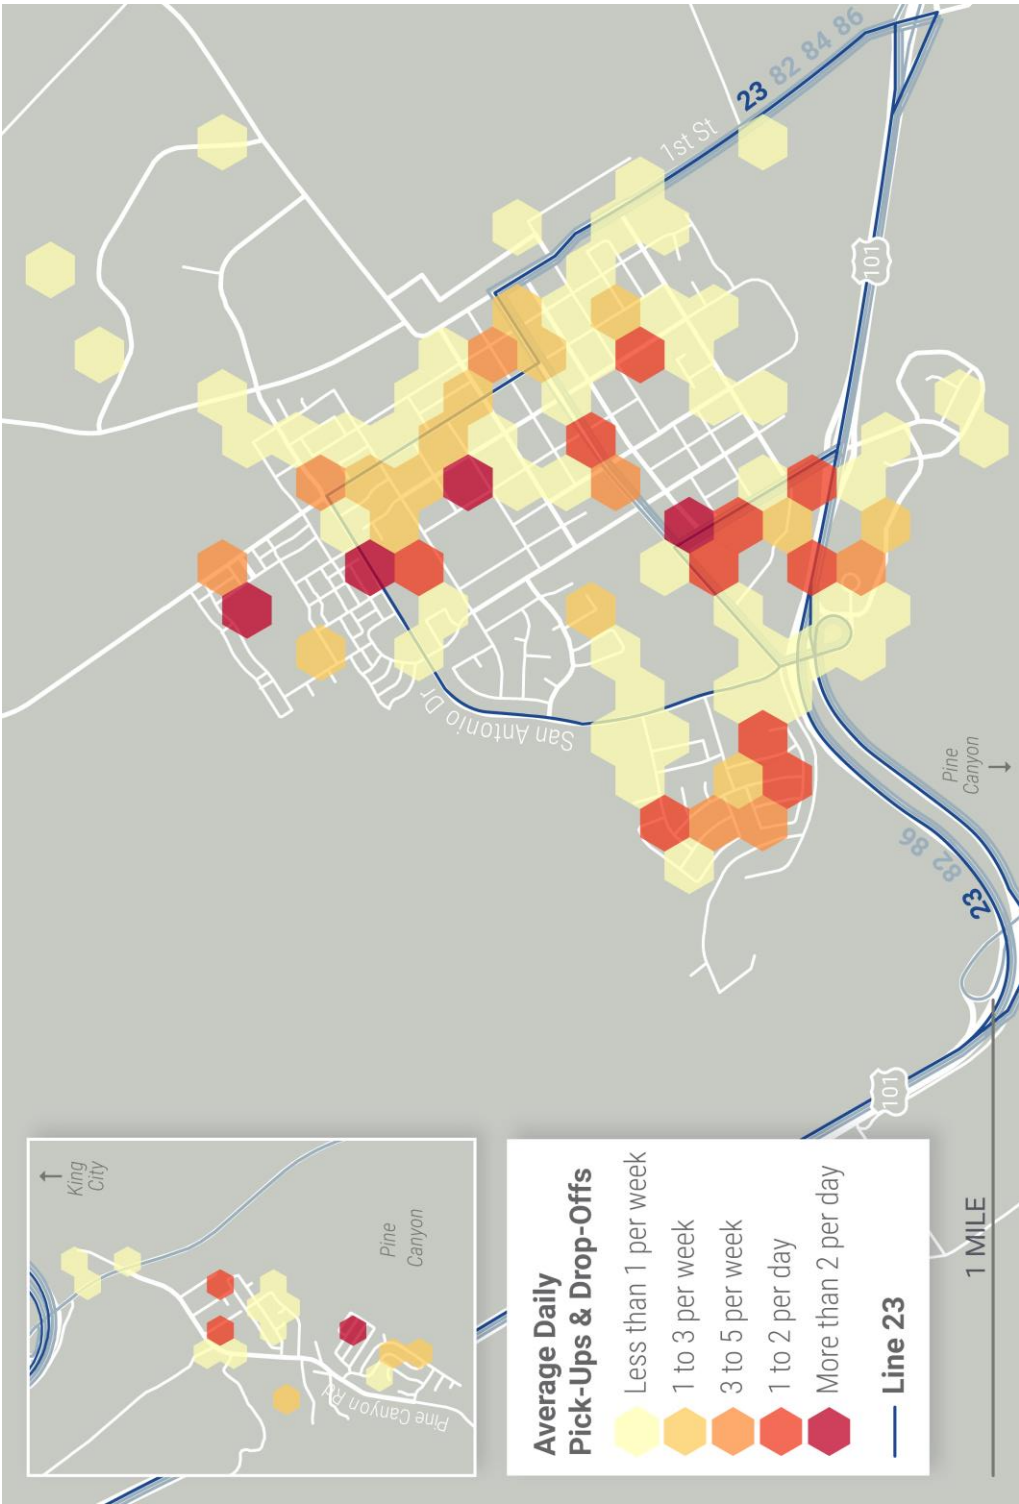 23 82 84 86
1st St
101
San Antonio Dr
Pine
Canyon
↓
82 86
23
101
↑
King
City
Pine
Canyon
Pine Canyon Rd
Average Daily
Pick-Ups & Drop-Offs
Less than 1 per week
1 to 3 per week
3 to 5 per week
1 to 2 per day
More than 2 per day
Line 23
1 MILE